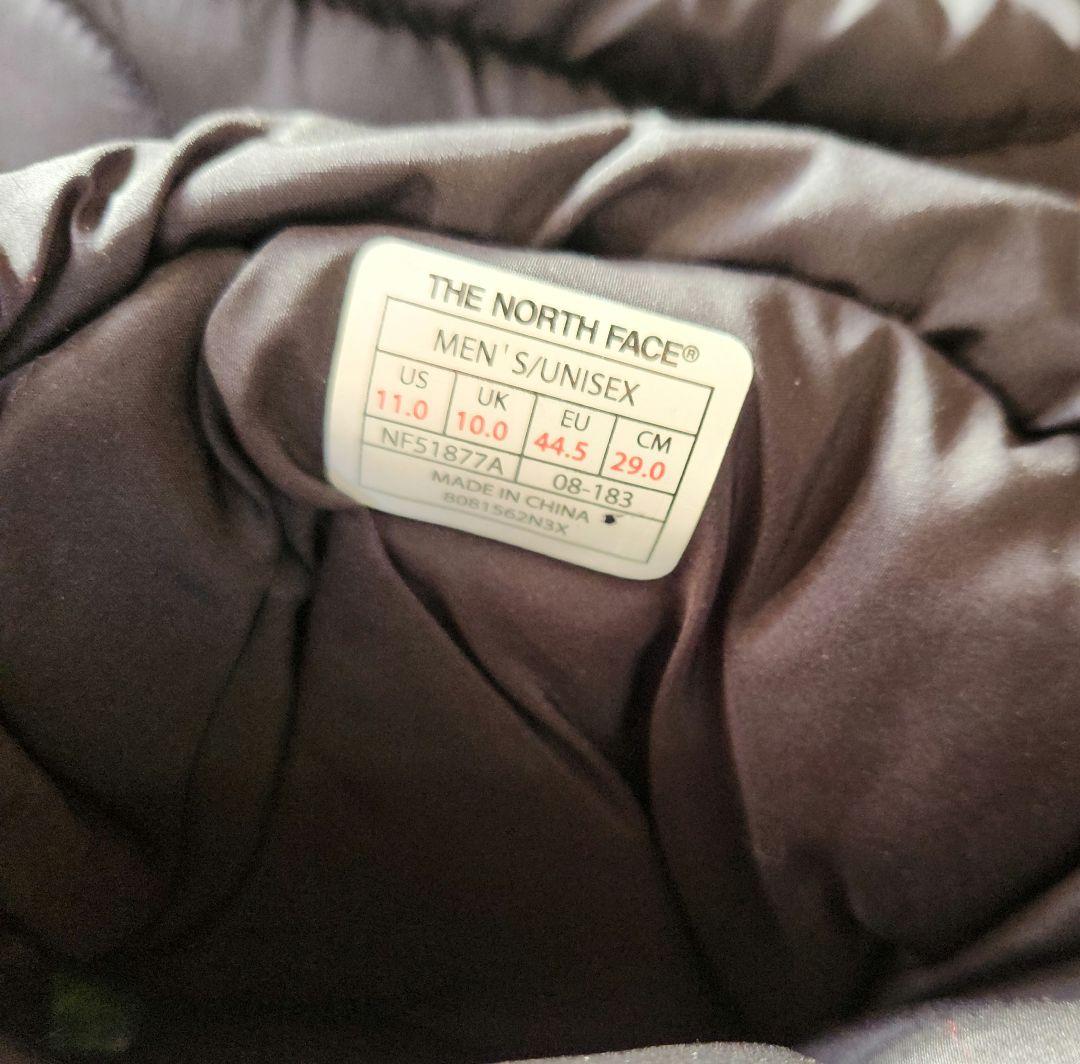 THE NORTH FACE®
MEN'S/UNISEX
US UK EU CM
11.0 10.0 44.5 29.0
NF51877A 08-183
MADE IN CHINA
8081562N3X